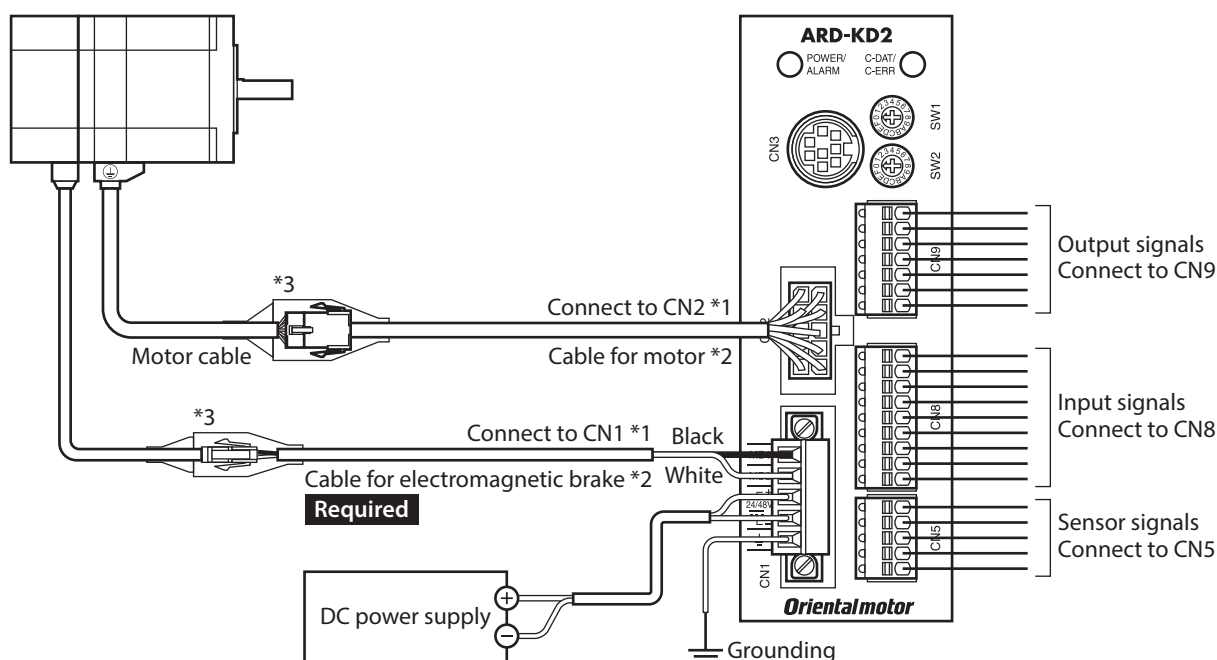 ARD-KD2
POWER/
ALARM
C-DAT/
C-ERR
SW1
SW2
CN3
CN9
Output signals
Connect to CN9
*3
Connect to CN2 *1
Motor cable
Cable for motor *2
CN8
Input signals
Connect to CN8
*3
Connect to CN1 *1
Black
Cable for electromagnetic brake *2
White
Required
24/48V
CN5
Sensor signals
Connect to CN5
CN1
DC power supply
+
−
Orientalmotor
Grounding